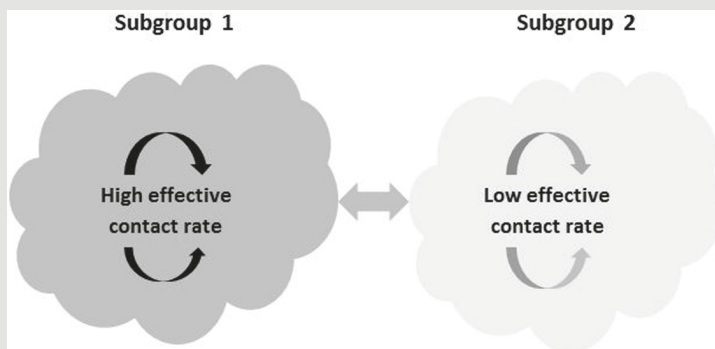 Subgroup 1
Subgroup 2
High effective
contact rate
Low effective
contact rate